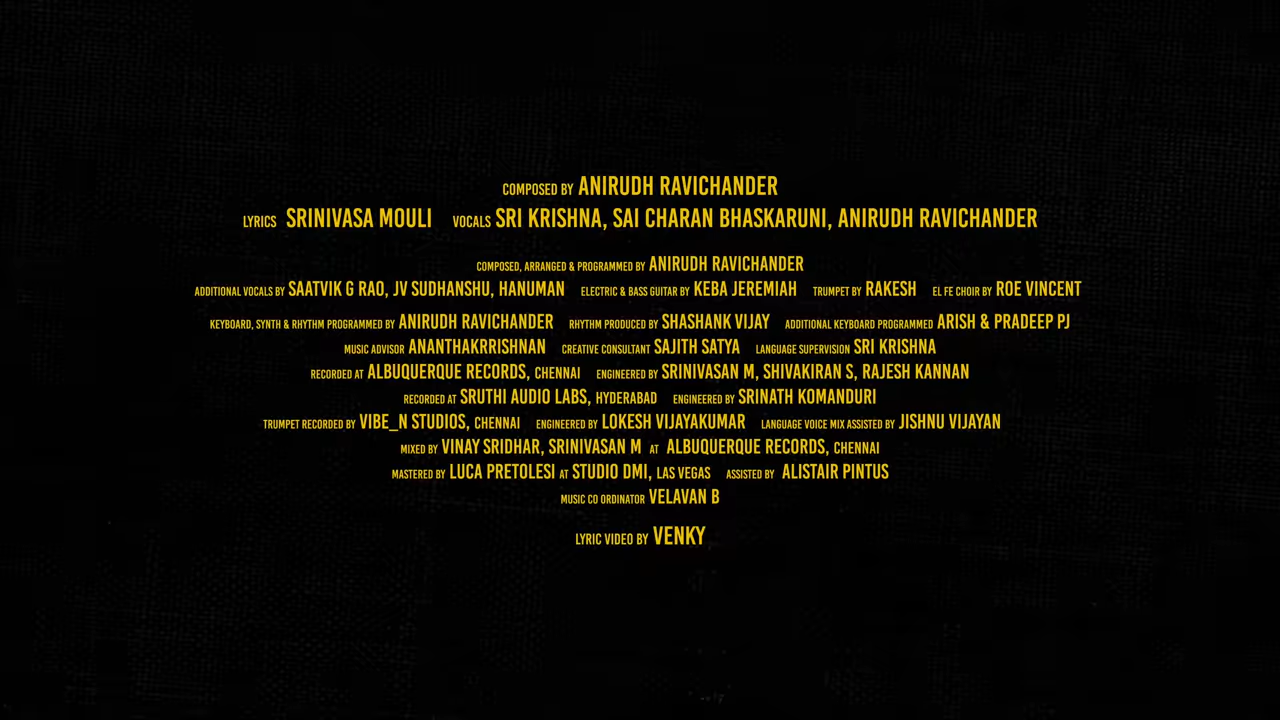 COMPOSED BY ANIRUDH RAVICHANDER
LYRICS SRINIVASA MOULI VOCALS SRI KRISHNA, SAI CHARAN BHASKARUNI, ANIRUDH RAVICHANDER
COMPOSED, ARRANGED & PROGRAMMED BY ANIRUDH RAVICHANDER
ADDITIONAL VOCALS BY SAATVIK G RAO, JV SUDHANSHU, HANUMAN ELECTRIC & BASS GUITAR BY KEBA JEREMIAH TRUMPET BY RAKESH EL FE CHOIR BY ROE VINCENT
KEYBOARD, SYNTH & RHYTHM PROGRAMMED BY ANIRUDH RAVICHANDER RHYTHM PRODUCED BY SHASHANK VIJAY ADDITIONAL KEYBOARD PROGRAMMED ARISH & PRADEEP PJ
MUSIC ADVISOR ANANTHAKRRISHNAN CREATIVE CONSULTANT SAJITH SATYA LANGUAGE SUPERVISION SRI KRISHNA
RECORDED AT ALBUQUERQUE RECORDS, CHENNAI ENGINEERED BY SRINIVASAN M, SHIVAKIRAN S, RAJESH KANNAN
RECORDED AT SRUTHI AUDIO LABS, HYDERABAD ENGINEERED BY SRINATH KOMANDURI
TRUMPET RECORDED BY VIBE_N STUDIOS, CHENNAI ENGINEERED BY LOKESH VIJAYAKUMAR LANGUAGE VOICE MIX ASSISTED BY JISHNU VIJAYAN
MIXED BY VINAY SRIDHAR, SRINIVASAN M AT ALBUQUERQUE RECORDS, CHENNAI
MASTERED BY LUCA PRETOLESI AT STUDIO DMI, LAS VEGAS ASSISTED BY ALISTAIR PINTUS
MUSIC CO ORDINATOR VELAVAN B
LYRIC VIDEO BY VENKY